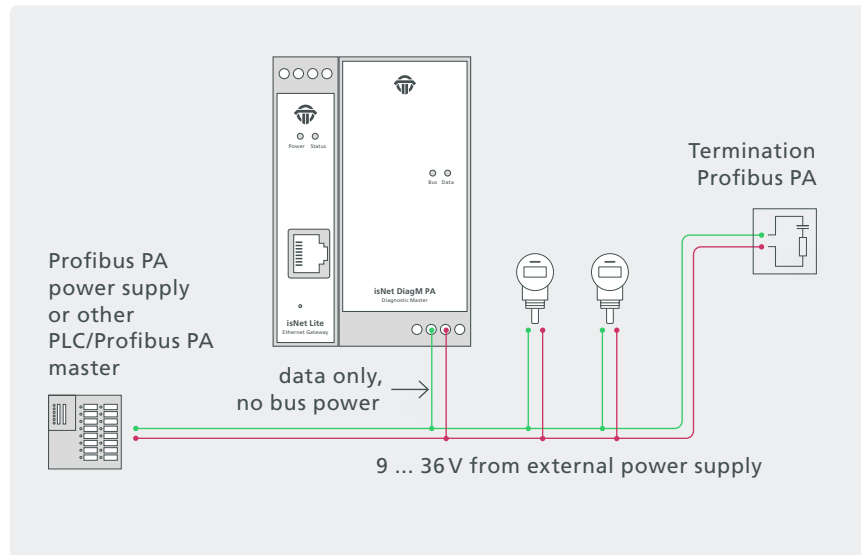 Power Status
Bus Data
isNet Lite
Ethernet Gateway
isNet DiagM PA
Diagnostic Master
Termination
Profibus PA
Profibus PA
power supply
or other
PLC/Profibus PA
master
data only,
no bus power
9 ... 36 V from external power supply